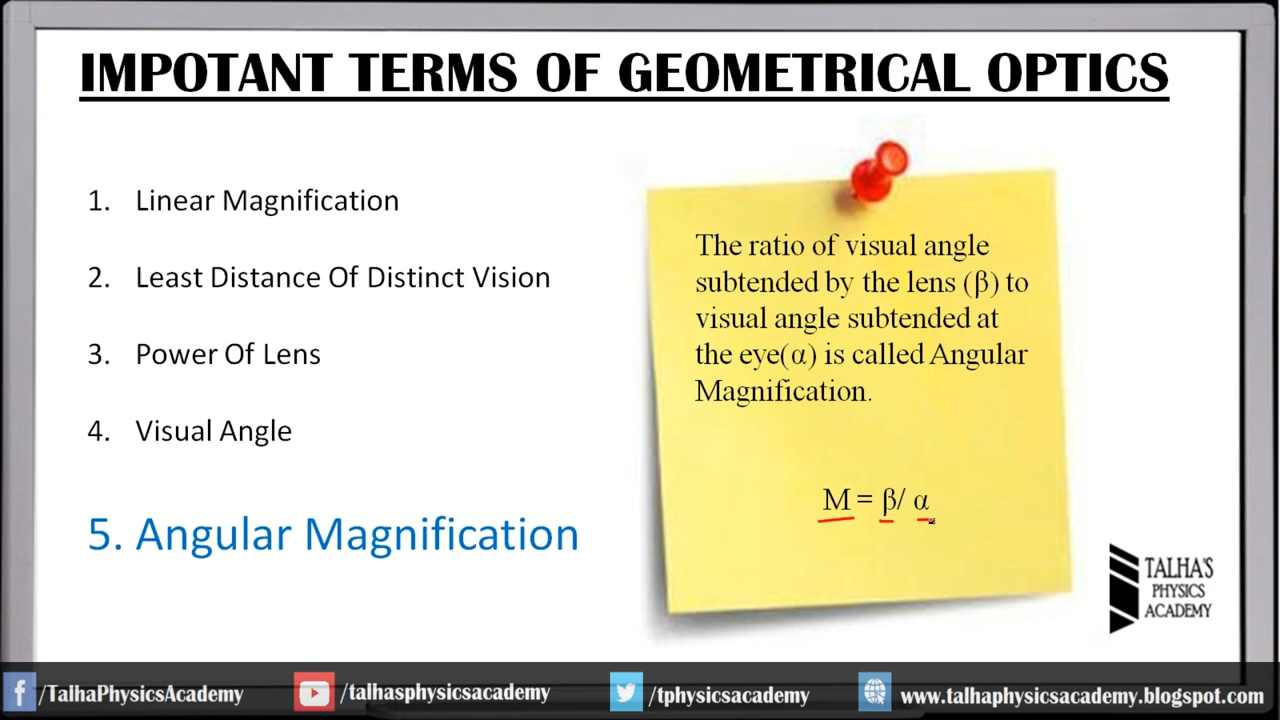 IMPOTANT TERMS OF GEOMETRICAL OPTICS
1. Linear Magnification
2. Least Distance Of Distinct Vision
3. Power Of Lens
4. Visual Angle
5. Angular Magnification
The ratio of visual angle
subtended by the lens (β) to
visual angle subtended at
the eye(α) is called Angular
Magnification.
M = β/ α
TALHA'S
PHYSICS
ACADEMY
f /TalhaPhysicsAcademy /talhasphysicsacademy /tphysicsacademy www.talhaphysicsacademy.blogspot.com